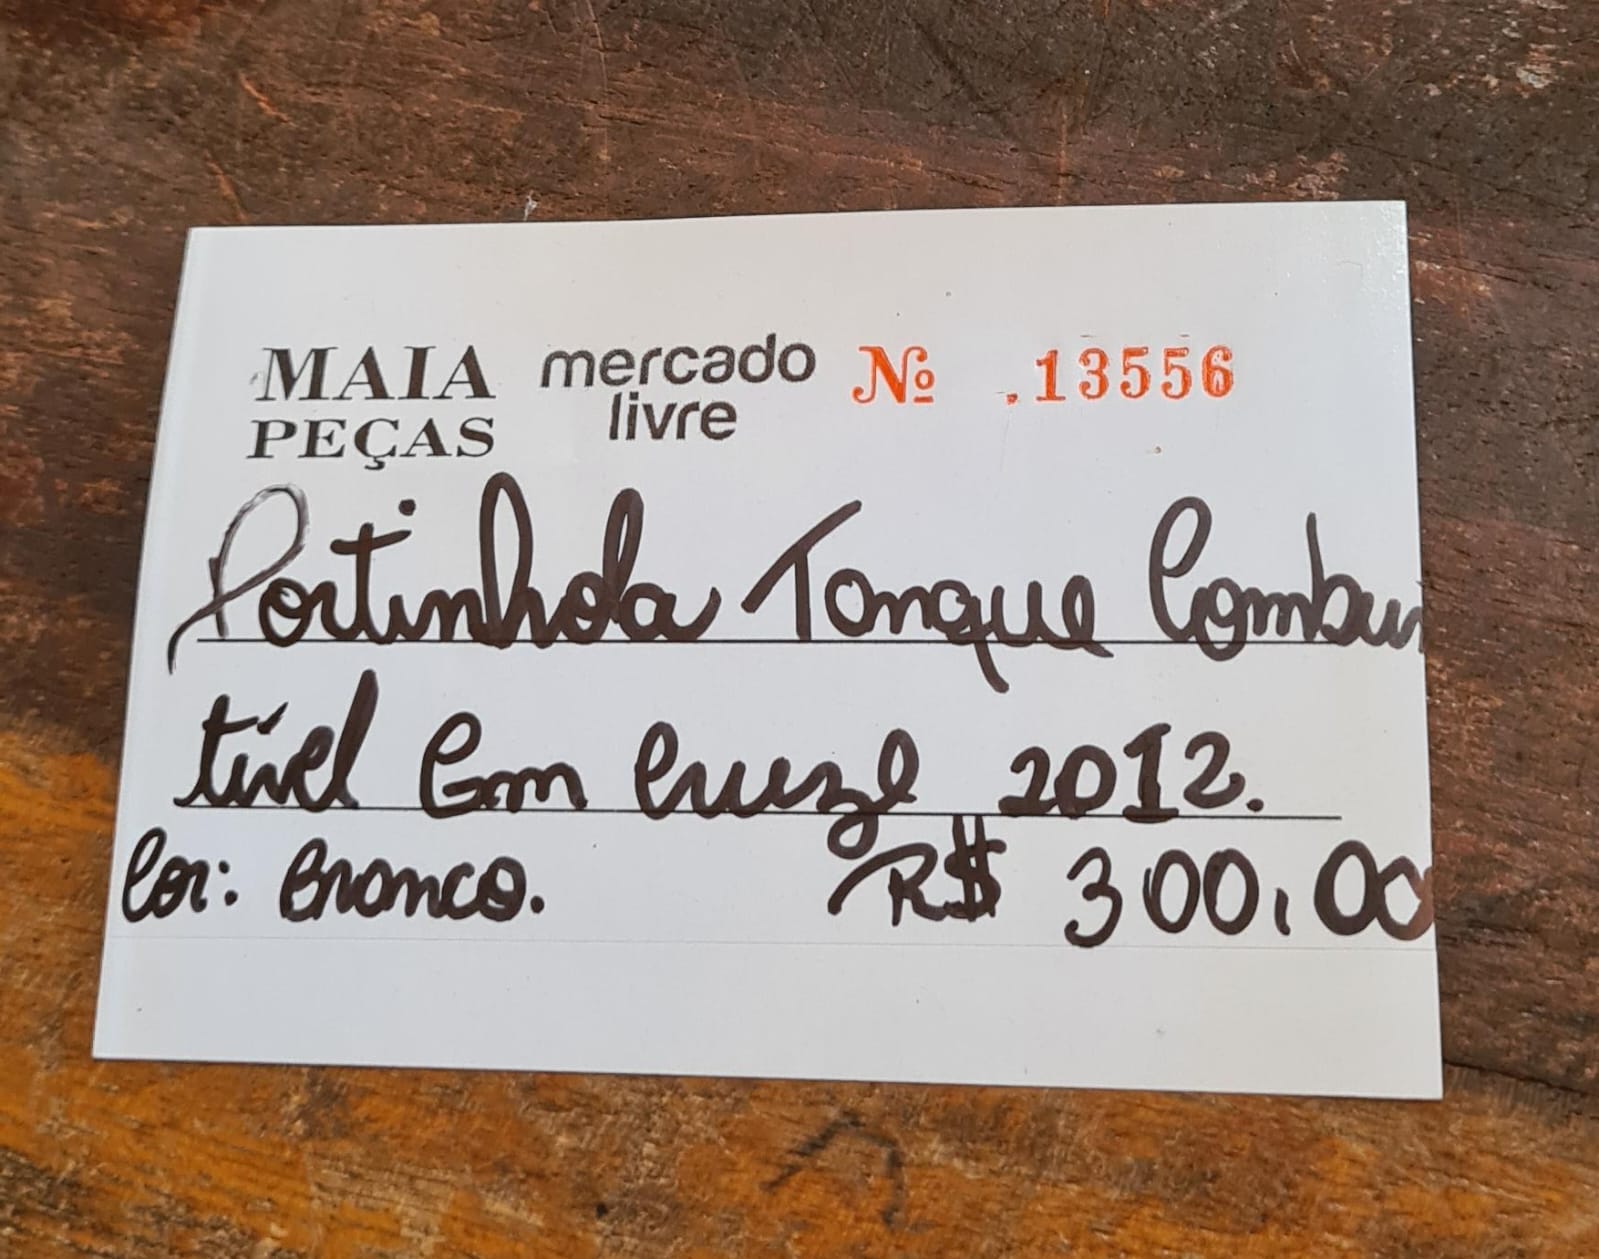 MAIA PEÇAS mercado livre Nº .13556
Portinhola Tanque Combus
tível Gm Cruze 2012.
Cor: Branco. R$ 300,00